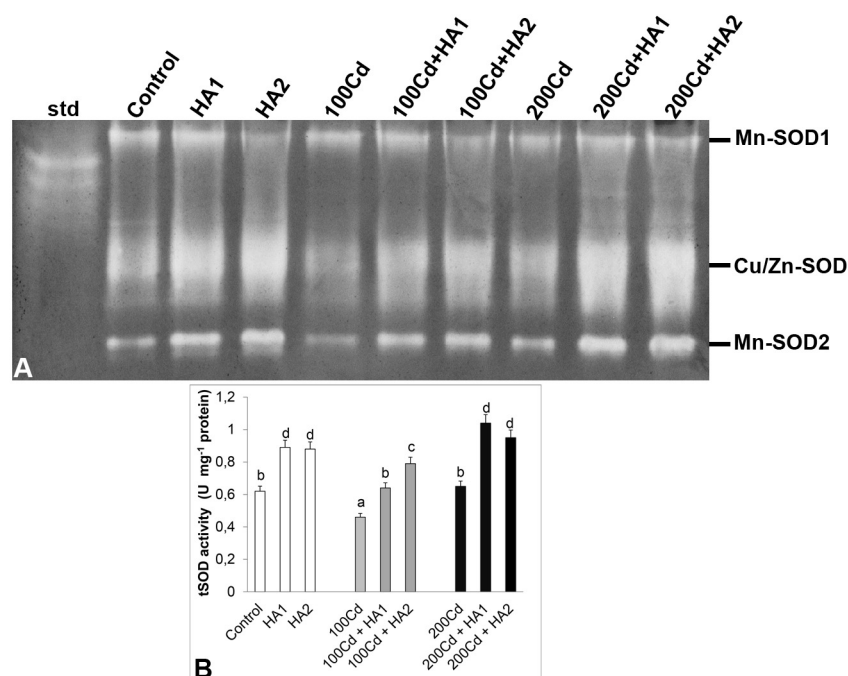 std
Control
HA1
HA2
100Cd
100Cd+HA1
100Cd+HA2
200Cd
200Cd+HA1
200Cd+HA2
Mn-SOD1
Cu/Zn-SOD
Mn-SOD2
A
tSOD activity (U mg⁻¹ protein)
1,2
1
0,8
0,6
0,4
0,2
0
b
d
d
a
b
c
b
d
d
Control
HA1
HA2
100Cd
100Cd + HA1
100Cd + HA2
200Cd
200Cd + HA1
200Cd + HA2
B